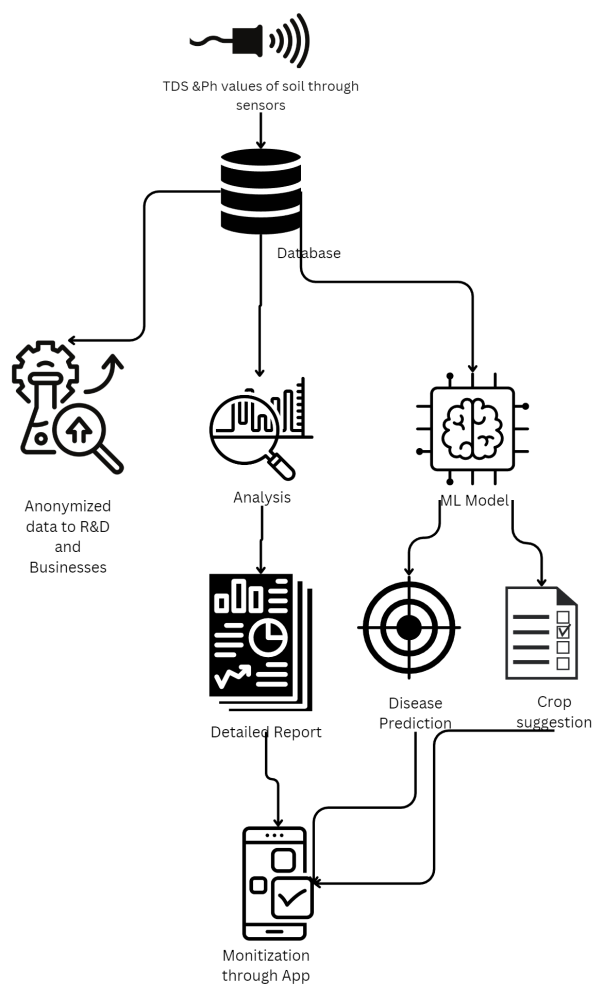 TDS &Ph values of soil through
sensors
Database
Anonymized
data to R&D
and
Businesses
Analysis
ML Model
Detailed Report
Disease
Prediction
Crop
suggestion
Monitization
through App